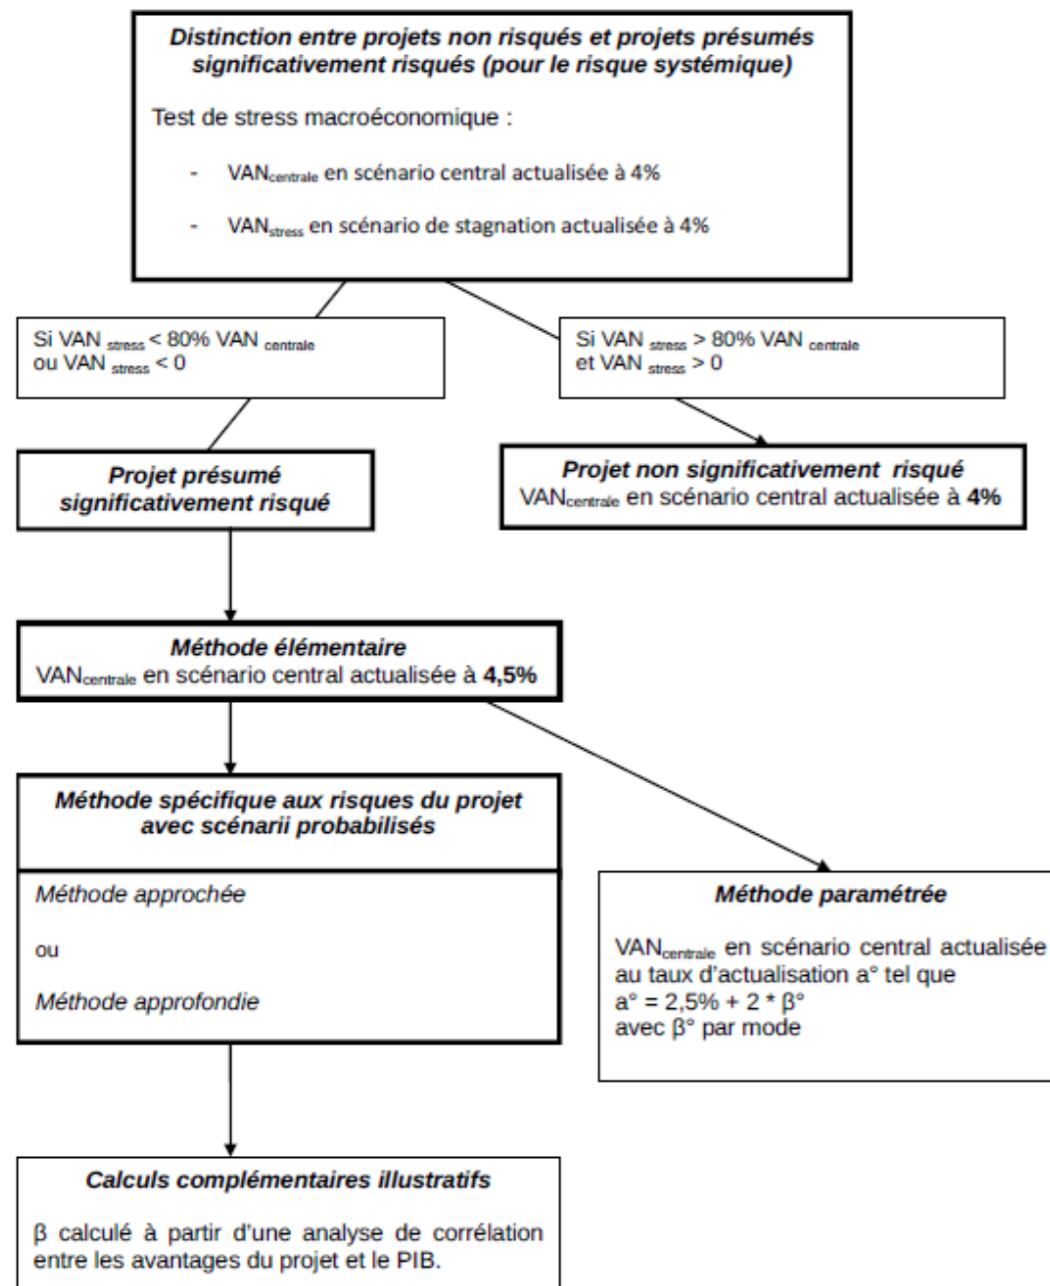 Distinction entre projets non risqués et projets présumés
significativement risqués (pour le risque systémique)
Test de stress macroéconomique :
- VANcentrale en scénario central actualisée à 4%
- VANstress en scénario de stagnation actualisée à 4%
Si VAN stress < 80% VAN centrale
ou VAN stress < 0
Si VAN stress > 80% VAN centrale
et VAN stress > 0
Projet présumé
significativement risqué
Projet non significativement risqué
VANcentrale en scénario central actualisée à 4%
Méthode élémentaire
VANcentrale en scénario central actualisée à 4,5%
Méthode spécifique aux risques du projet
avec scénarii probabilisés
Méthode approchée
ou
Méthode approfondie
Méthode paramétrée
VANcentrale en scénario central actualisée
au taux d'actualisation a° tel que
a° = 2,5% + 2 * β°
avec β° par mode
Calculs complémentaires illustratifs
β calculé à partir d'une analyse de corrélation
entre les avantages du projet et le PIB.